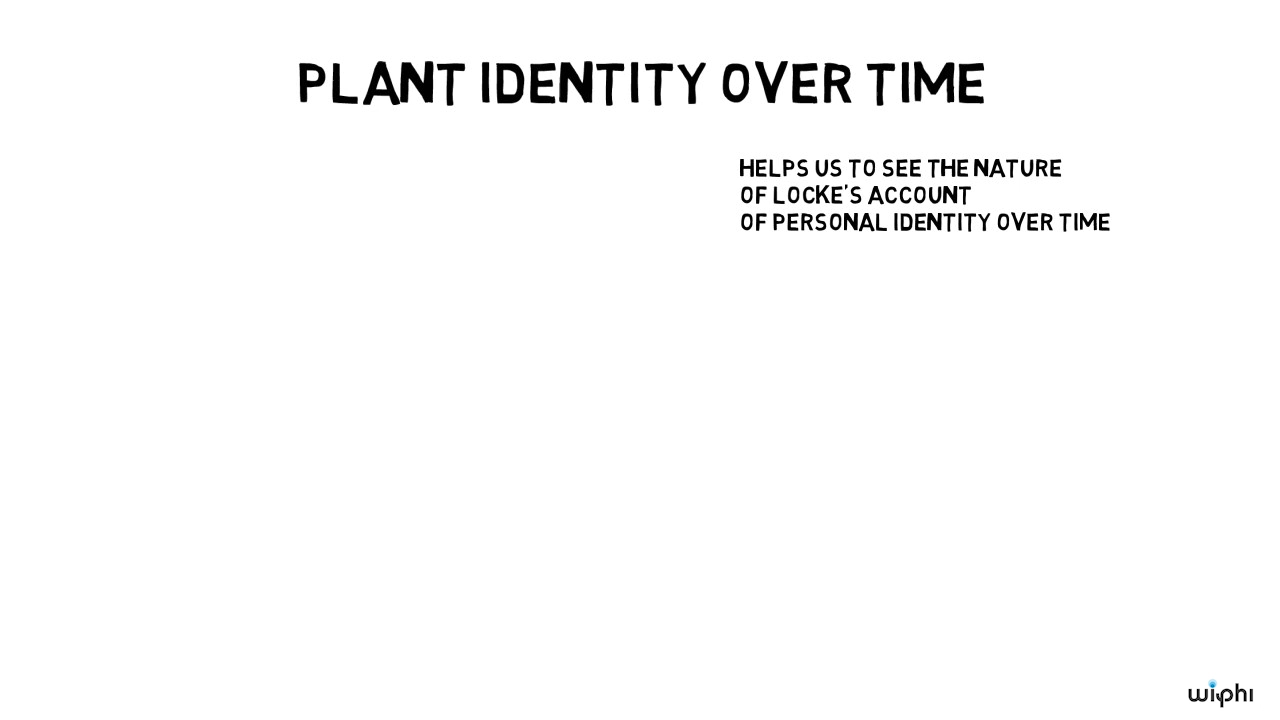 PLANT IDENTITY OVER TIME
HELPS US TO SEE THE NATURE
OF LOCKE'S ACCOUNT
OF PERSONAL IDENTITY OVER TIME
wiphi